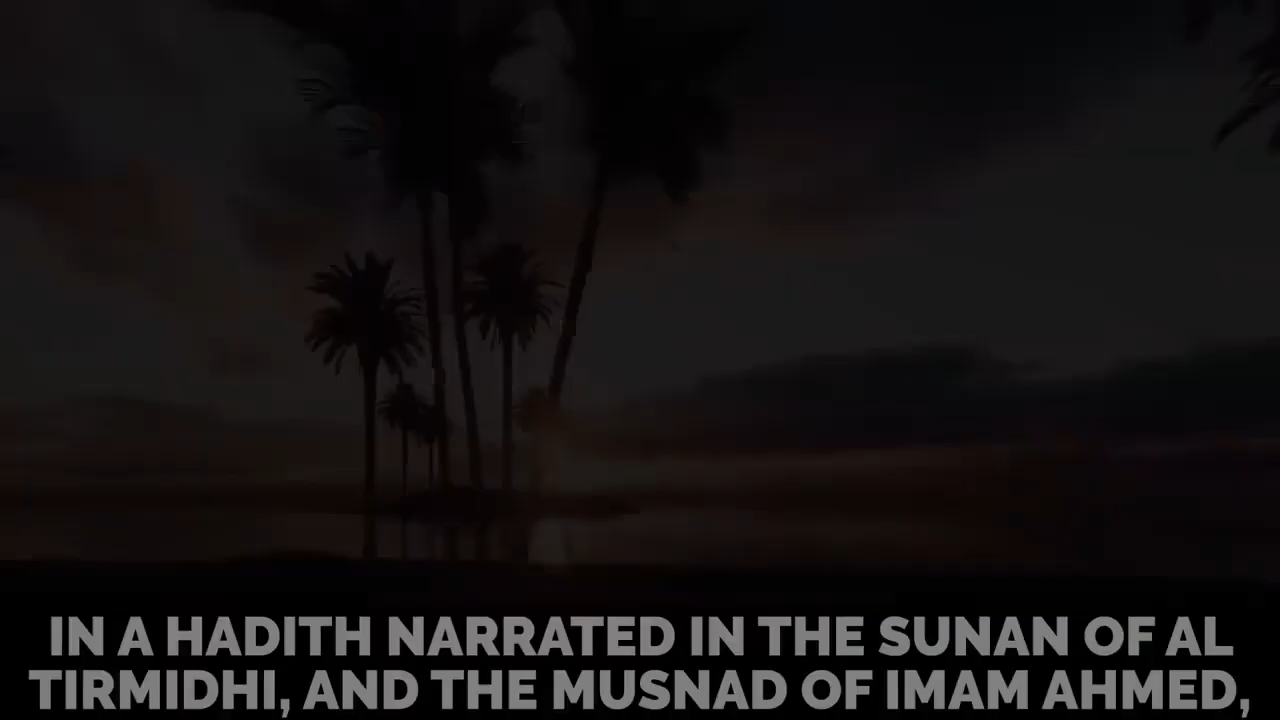 IN A HADITH NARRATED IN THE SUNAN OF AL
TIRMIDHI, AND THE MUSNAD OF IMAM AHMED,